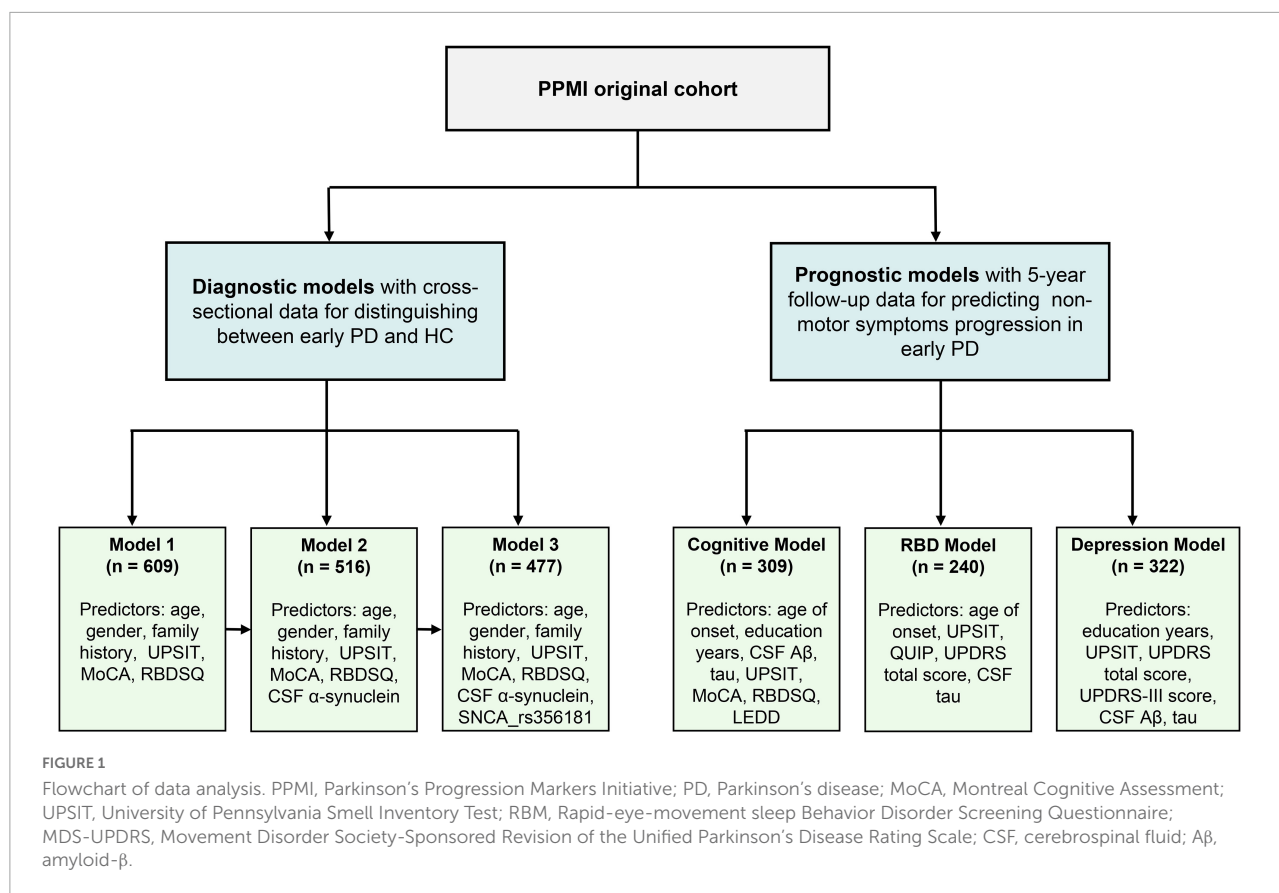 PPMI original cohort
Diagnostic models with cross-
sectional data for distinguishing
between early PD and HC
Prognostic models with 5-year
follow-up data for predicting non-
motor symptoms progression in
early PD
Model 1
(n = 609)
Predictors: age,
gender, family
history, UPSIT,
MoCA, RBDSQ
Model 2
(n = 516)
Predictors: age,
gender, family
history, UPSIT,
MoCA, RBDSQ,
CSF α-synuclein
Model 3
(n = 477)
Predictors: age,
gender, family
history, UPSIT,
MoCA, RBDSQ,
CSF α-synuclein,
SNCA_rs356181
Cognitive Model
(n = 309)
Predictors: age of
onset, education
years, CSF Aβ,
tau, UPSIT,
MoCA, RBDSQ,
LEDD
RBD Model
(n = 240)
Predictors: age of
onset, UPSIT,
QUIP, UPDRS
total score, CSF
tau
Depression Model
(n = 322)
Predictors:
education years,
UPSIT, UPDRS
total score,
UPDRS-III score,
CSF Aβ, tau
FIGURE 1
Flowchart of data analysis. PPMI, Parkinson's Progression Markers Initiative; PD, Parkinson's disease; MoCA, Montreal Cognitive Assessment;
UPSIT, University of Pennsylvania Smell Inventory Test; RBM, Rapid-eye-movement sleep Behavior Disorder Screening Questionnaire;
MDS-UPDRS, Movement Disorder Society-Sponsored Revision of the Unified Parkinson's Disease Rating Scale; CSF, cerebrospinal fluid; Aβ,
amyloid-β.